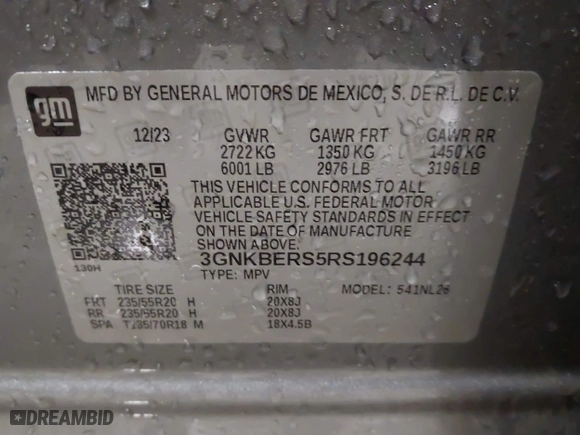 gm
MFD BY GENERAL MOTORS DE MEXICO, S. DE R.L. DE C.V.
12/23 GVWR GAWR FRT GAWR RR
2722 KG 1350 KG 1450 KG
6001 LB 2976 LB 3196 LB
THIS VEHICLE CONFORMS TO ALL
APPLICABLE U.S. FEDERAL MOTOR
VEHICLE SAFETY STANDARDS IN EFFECT
ON THE DATE OF MANUFACTURE
SHOWN ABOVE.
3GNKBERS5RS196244
130H
TYPE: MPV MODEL: 541NL26
TIRE SIZE RIM
FRT 235/55R20 H 20X8J
RR 235/55R20 H 20X8J
SPA T135/70R18 M 18X4.5B
DREAMBID